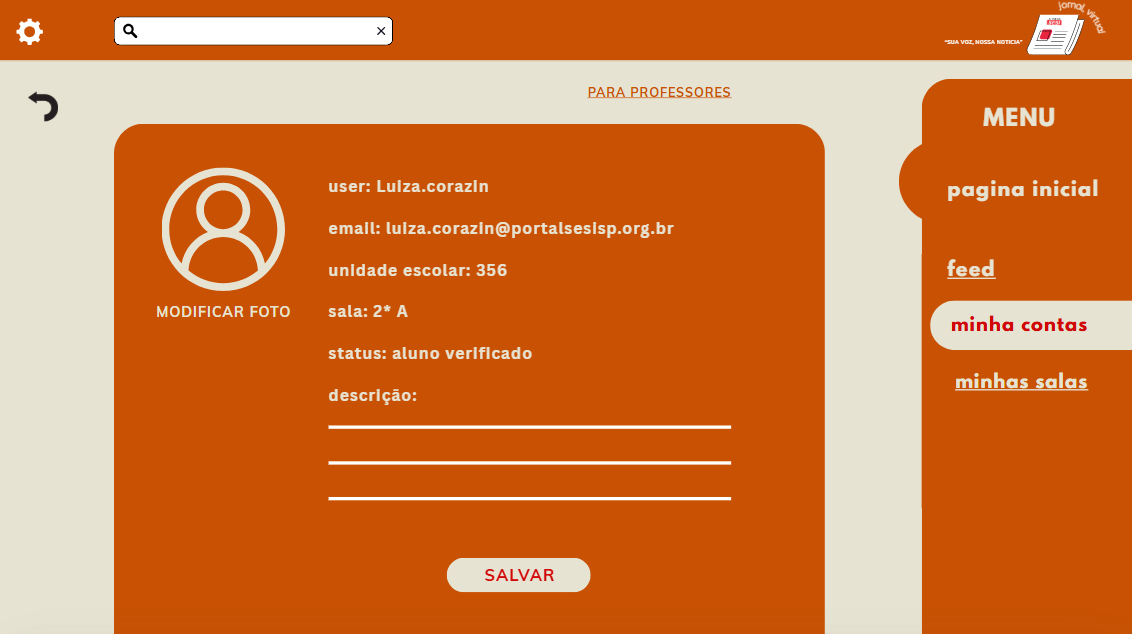 jornal, virtual
"SUA VOZ, NOSSA NOTICIA"
PARA PROFESSORES
MENU
user: Luiza.corazin
pagina inicial
email: luiza.corazin@portalsesisp.org.br
unidade escolar: 356
feed
MODIFICAR FOTO
sala: 2* A
minha contas
status: aluno verificado
minhas salas
descrição:
SALVAR